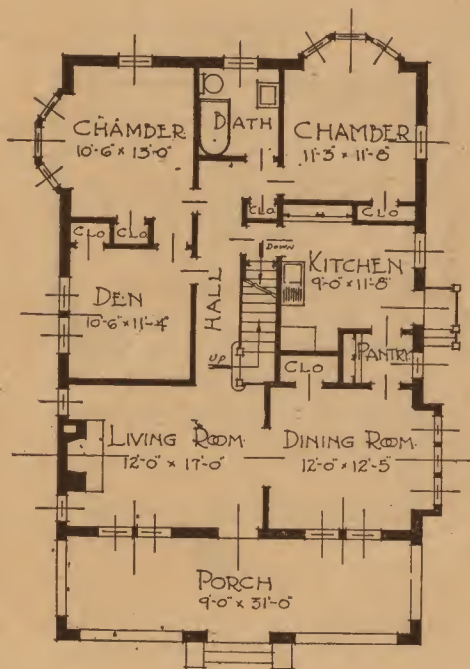 CHAMBER
10'-6" × 13'-0"
BATH
CHAMBER
11'-3" × 11'-8"
CLO
CLO
CLO
CLO
DOWN
KITCHEN
9'-0" × 11'-8"
DEN
10'-6" × 11'-4"
HALL
UP
PANTRY
CLO
LIVING ROOM
12'-0" × 17'-0"
DINING ROOM
12'-0" × 12'-5"
PORCH
9'-0" × 31'-0"